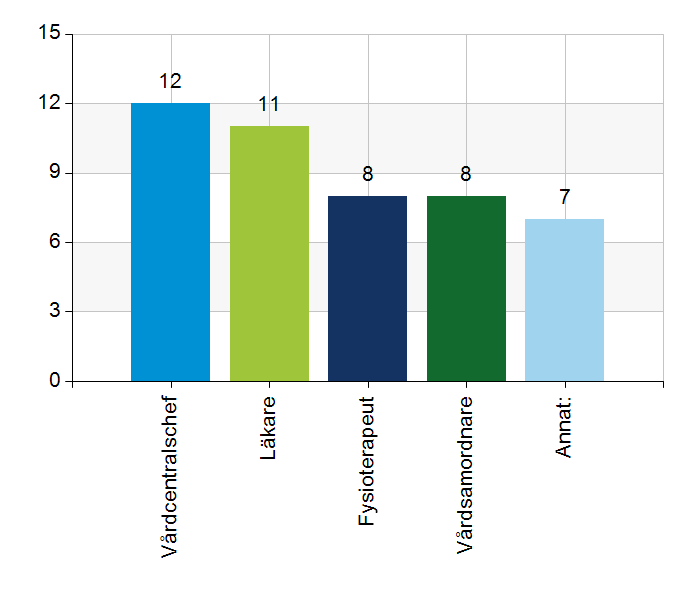 15
12
9
6
3
0
12
11
8
8
7
Vårdcentralschef
Läkare
Fysioterapeut
Vårdsamordnare
Annat: